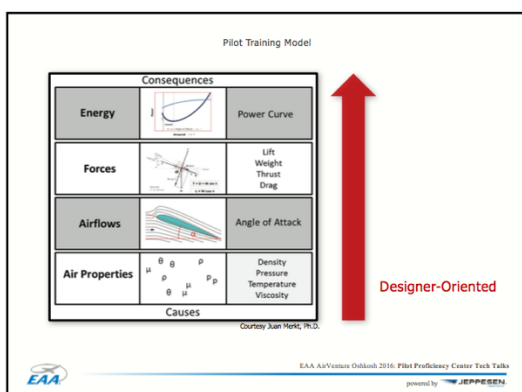 Pilot Training Model
Consequences
Energy
Power Curve
Forces
Lift
Weight
Thrust
Drag
Airflows
α
Angle of Attack
Air Properties
θ θ ρ
μ
ρ ρ ρ
μ
θ μ
Density
Pressure
Temperature
Viscosity
Causes
Courtesy Juan Merkt, Ph.D.
Designer-Oriented
EAA AirVenture Oshkosh 2016: Pilot Proficiency Center Tech Talks
EAA
powered by JEPPESEN